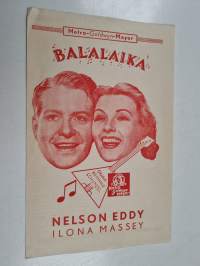 Metro-Goldwyn-Mayer
BALALAIKA
NELSON EDDY
ILONA MASSEY